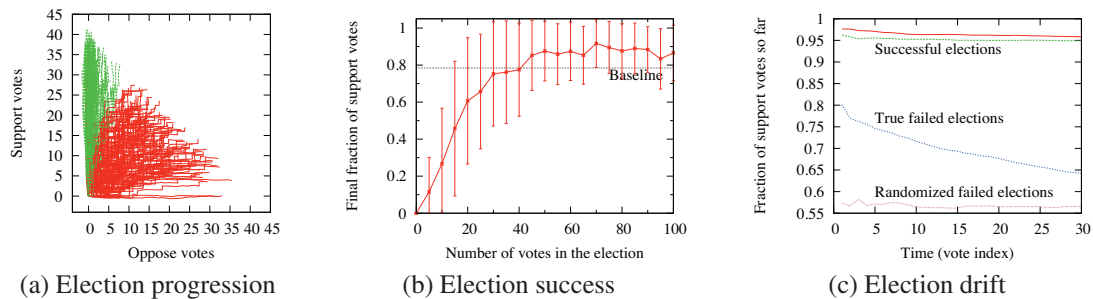 45
40
35
30
25
20
15
10
5
0
Support votes
0 5 10 15 20 25 30 35 40 45
Oppose votes
(a) Election progression
1
0.8
0.6
0.4
0.2
0
Final fraction of support votes
Baseline
0 20 40 60 80 100
Number of votes in the election
(b) Election success
1
0.95
0.9
0.85
0.8
0.75
0.7
0.65
0.6
0.55
Fraction of support votes so far
Successful elections
True failed elections
Randomized failed elections
0 5 10 15 20 25 30
Time (vote index)
(c) Election drift